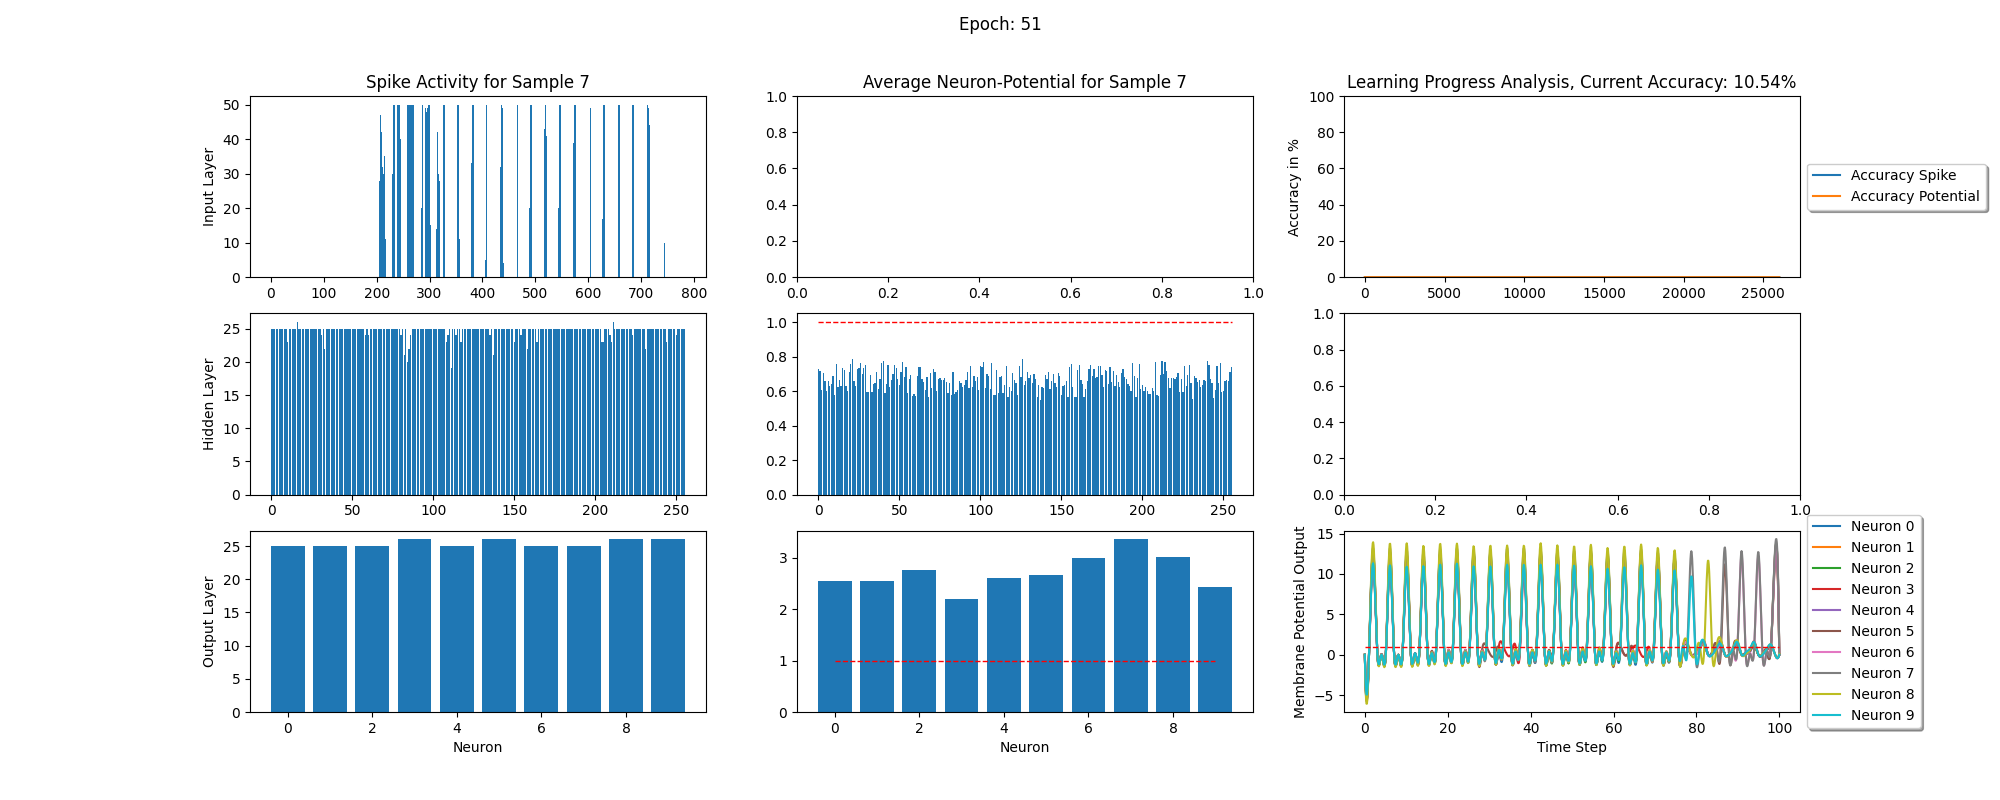 Epoch: 51
Spike Activity for Sample 7
Average Neuron-Potential for Sample 7
Learning Progress Analysis, Current Accuracy: 10.54%
Input Layer
50
40
30
20
10
0
0 100 200 300 400 500 600 700 800
1.0
0.8
0.6
0.4
0.2
0.0
0.0 0.2 0.4 0.6 0.8 1.0
Accuracy in %
100
80
60
40
20
0
0 5000 10000 15000 20000 25000
Accuracy Spike
Accuracy Potential
Hidden Layer
25
20
15
10
5
0
0 50 100 150 200 250
1.0
0.8
0.6
0.4
0.2
0.0
0 50 100 150 200 250
1.0
0.8
0.6
0.4
0.2
0.0
0.0 0.2 0.4 0.6 0.8 1.0
Output Layer
25
20
15
10
5
0
0 2 4 6 8
Neuron
3
2
1
0
0 2 4 6 8
Neuron
Membrane Potential Output
15
10
5
0
−5
0 20 40 60 80 100
Time Step
Neuron 0
Neuron 1
Neuron 2
Neuron 3
Neuron 4
Neuron 5
Neuron 6
Neuron 7
Neuron 8
Neuron 9